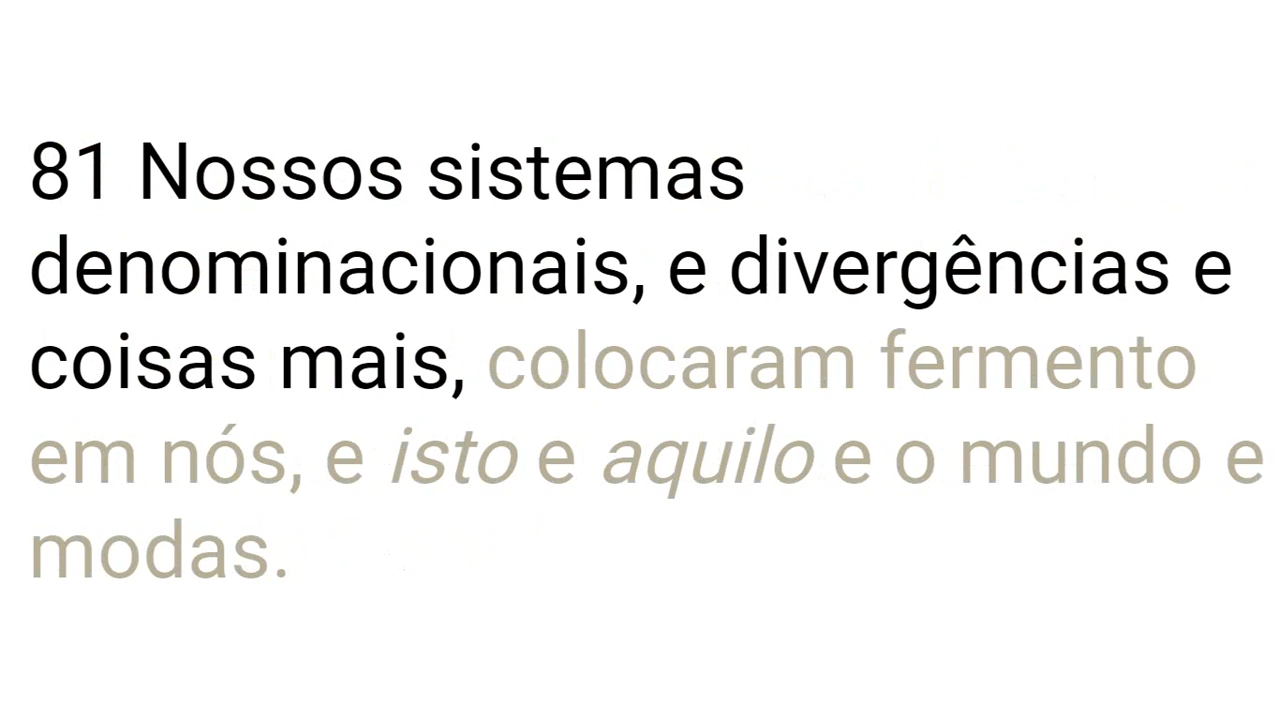 81 Nossos sistemas
denominacionais, e divergências e
coisas mais, colocaram fermento
em nós, e isto e aquilo e o mundo e
modas.